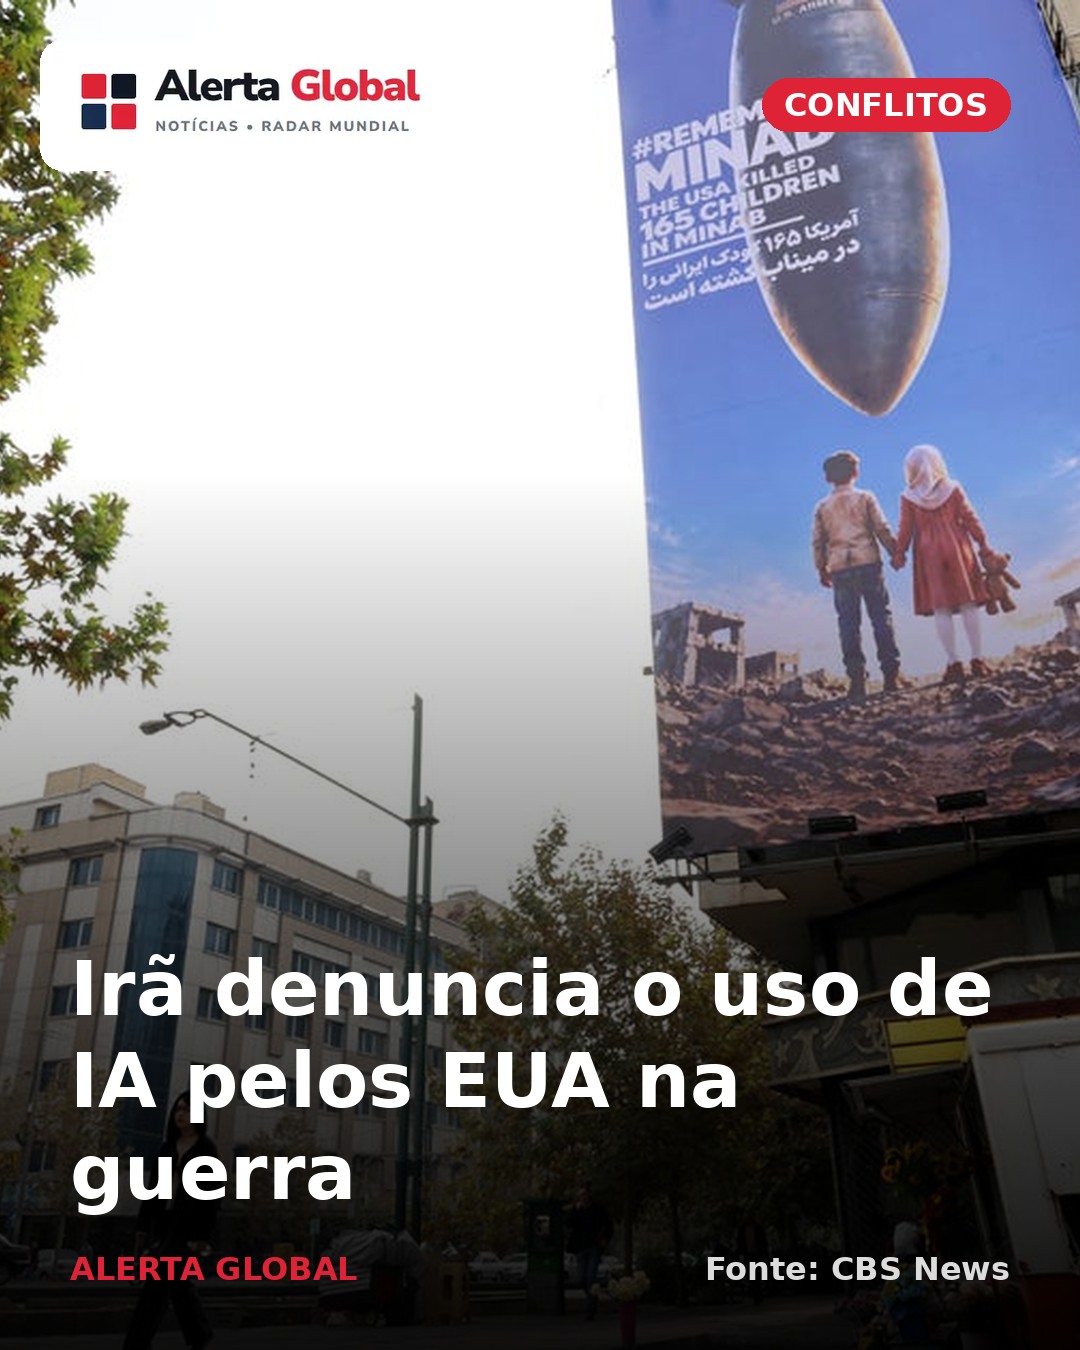 Alerta Global
NOTÍCIAS • RADAR MUNDIAL
CONFLITOS
U.S. ARMY
MINAB
THE USA KILLED
165 CHILDREN
IN MINAB
آمریکا ۱۶۵ کودک ایرانی را
در میناب کشته است
Irã denuncia o uso de
IA pelos EUA na
guerra
ALERTA GLOBAL
Fonte: CBS News